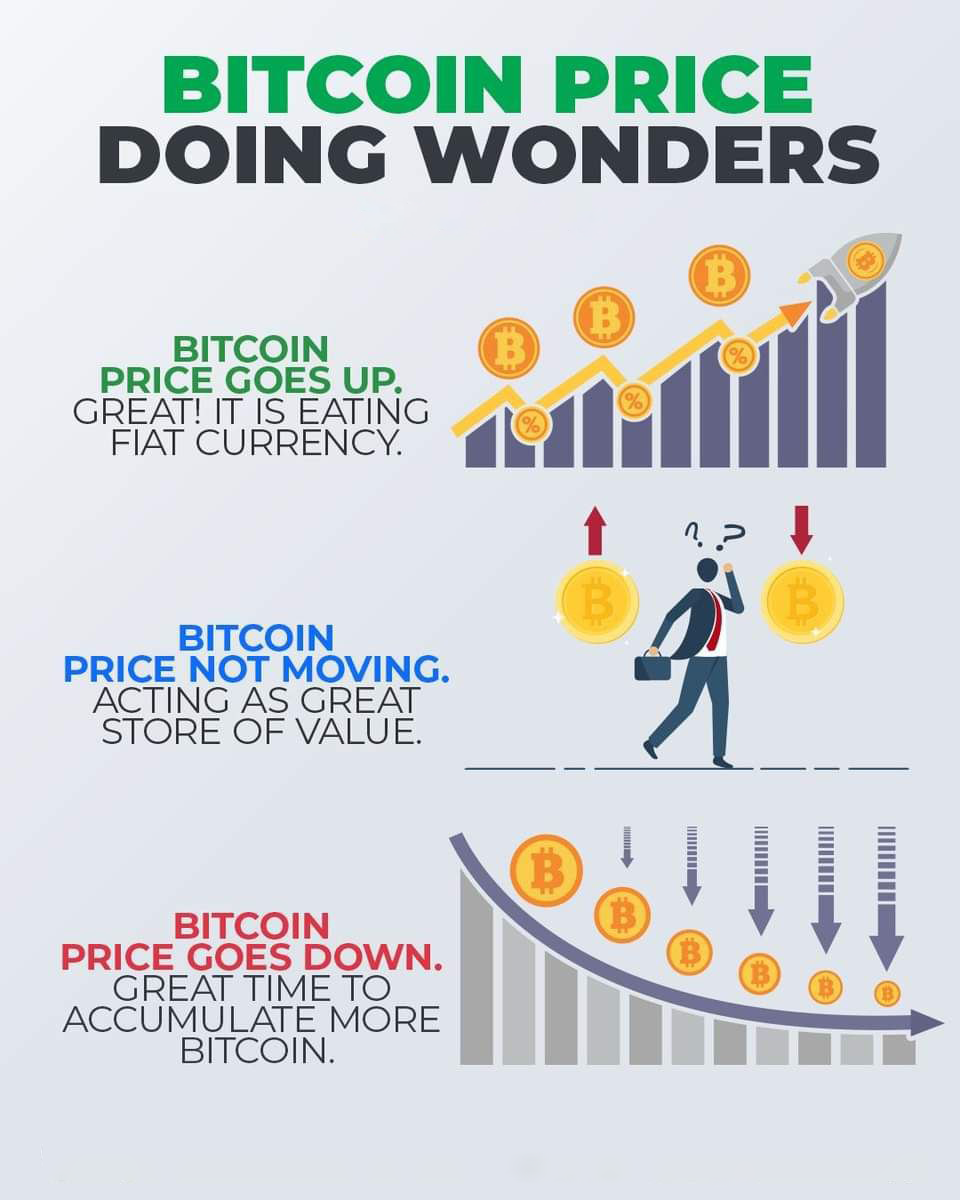 BITCOIN PRICE
DOING WONDERS
BITCOIN
PRICE GOES UP.
GREAT! IT IS EATING
FIAT CURRENCY.
%
%
%
BITCOIN
PRICE NOT MOVING.
ACTING AS GREAT
STORE OF VALUE.
? ?
BITCOIN
PRICE GOES DOWN.
GREAT TIME TO
ACCUMULATE MORE
BITCOIN.